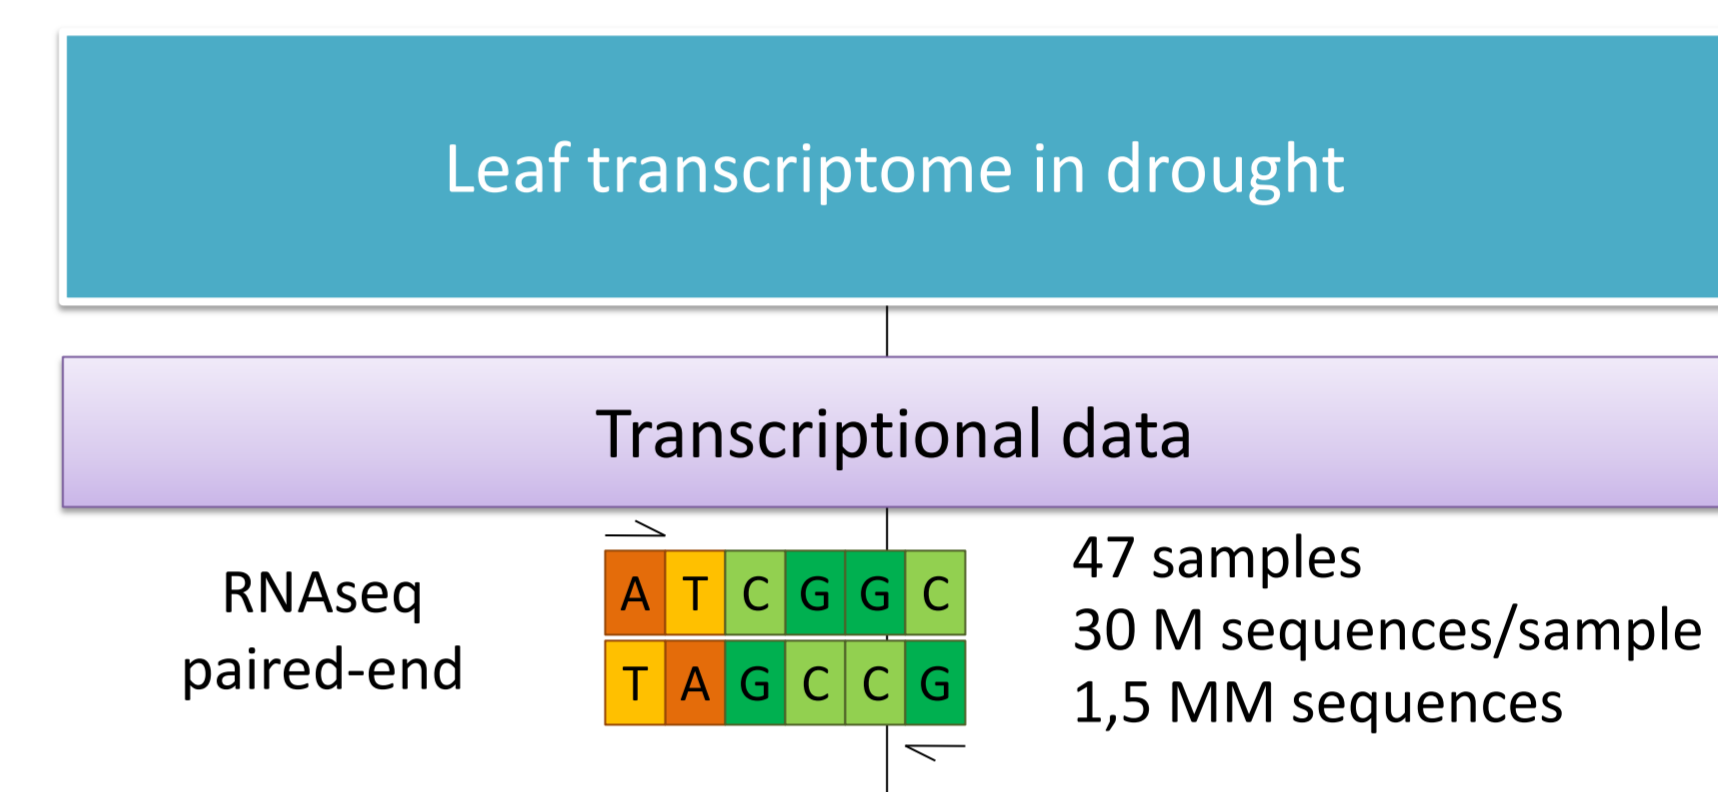 Leaf transcriptome in drought
Transcriptional data
RNAseq
paired-end
A T C G G C
T A G C C G
47 samples
30 M sequences/sample
1,5 MM sequences